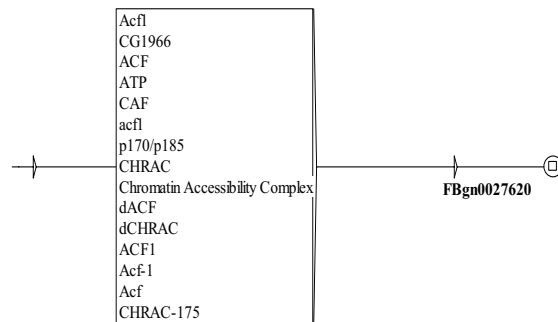 Acf1
CG1966
ACF
ATP
CAF
acf1
p170/p185
CHRAC
Chromatin Accessibility Complex
FBgn0027620
dACF
dCHRAC
ACF1
Acf-1
Acf
CHRAC-175